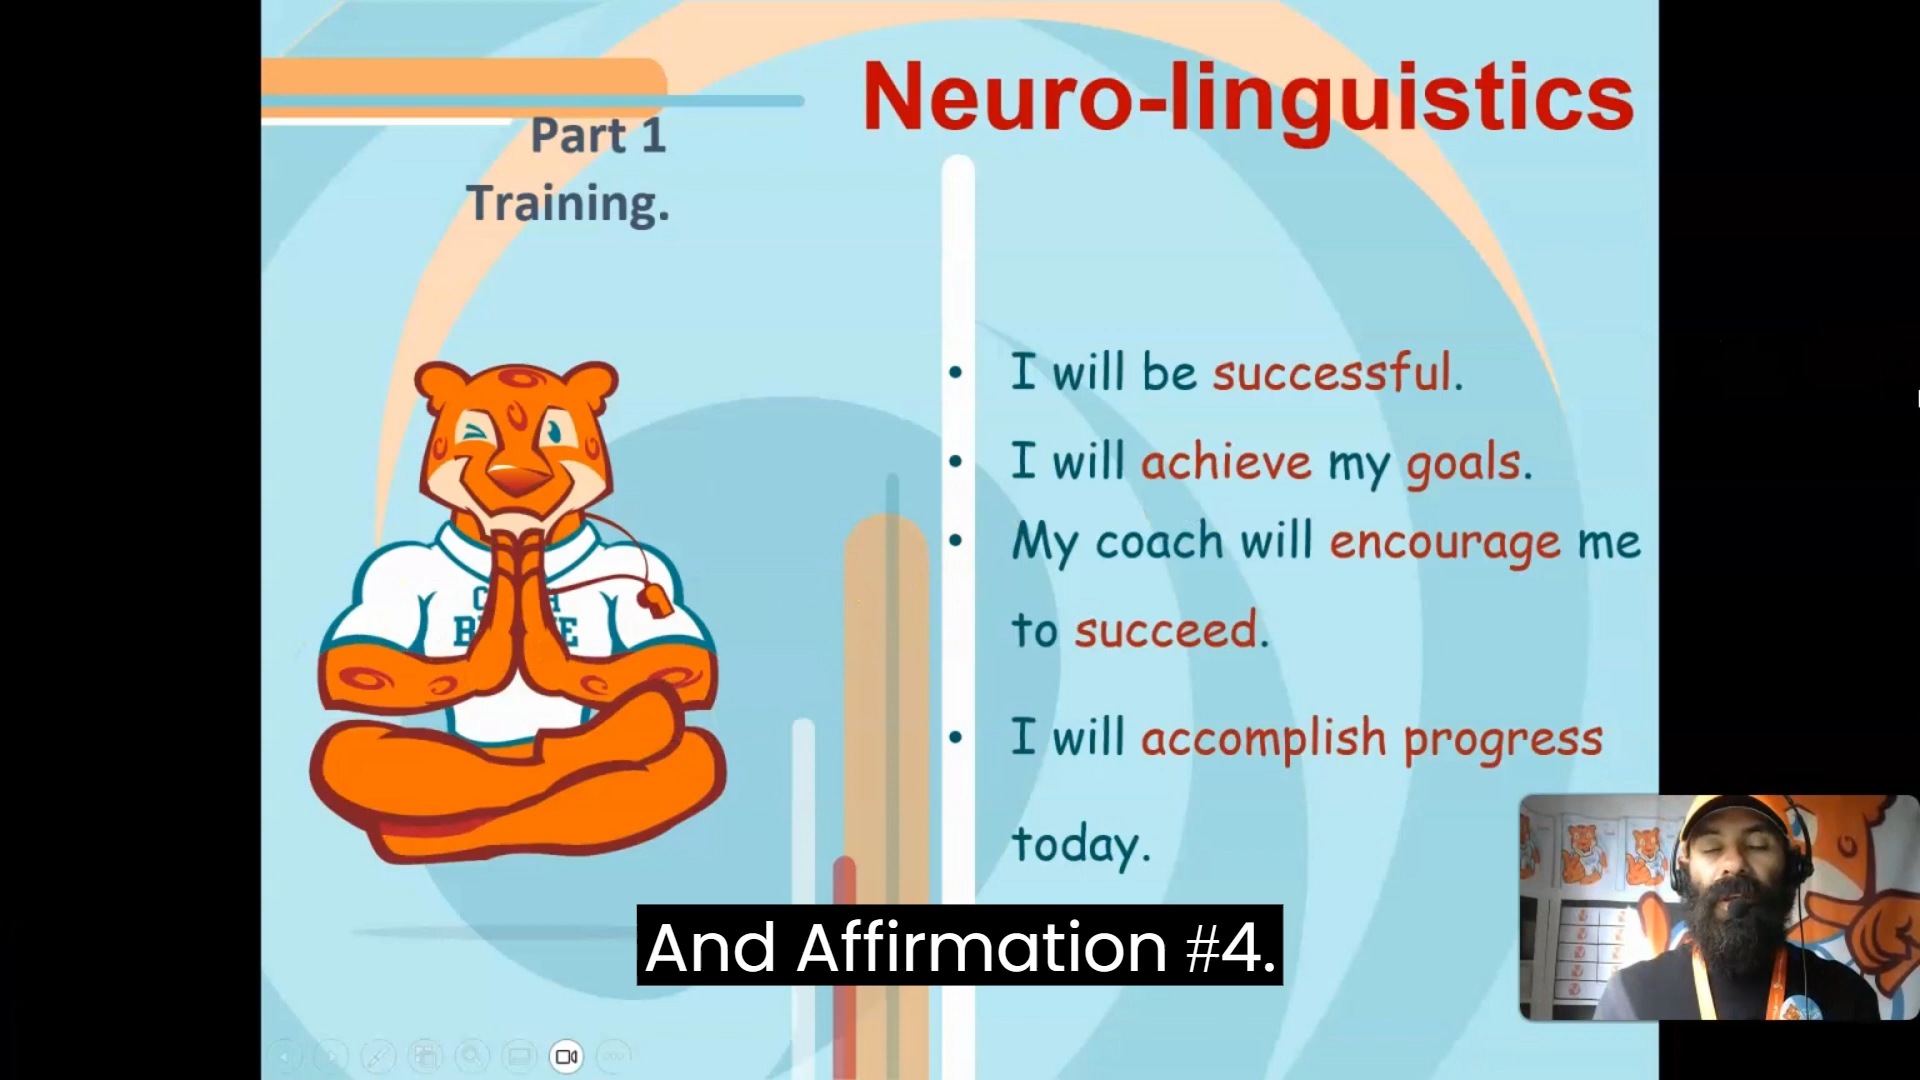 Neuro-linguistics
Part 1
Training.
• I will be successful.
• I will achieve my goals.
• My coach will encourage me
to succeed.
• I will accomplish progress
today.
And Affirmation #4.